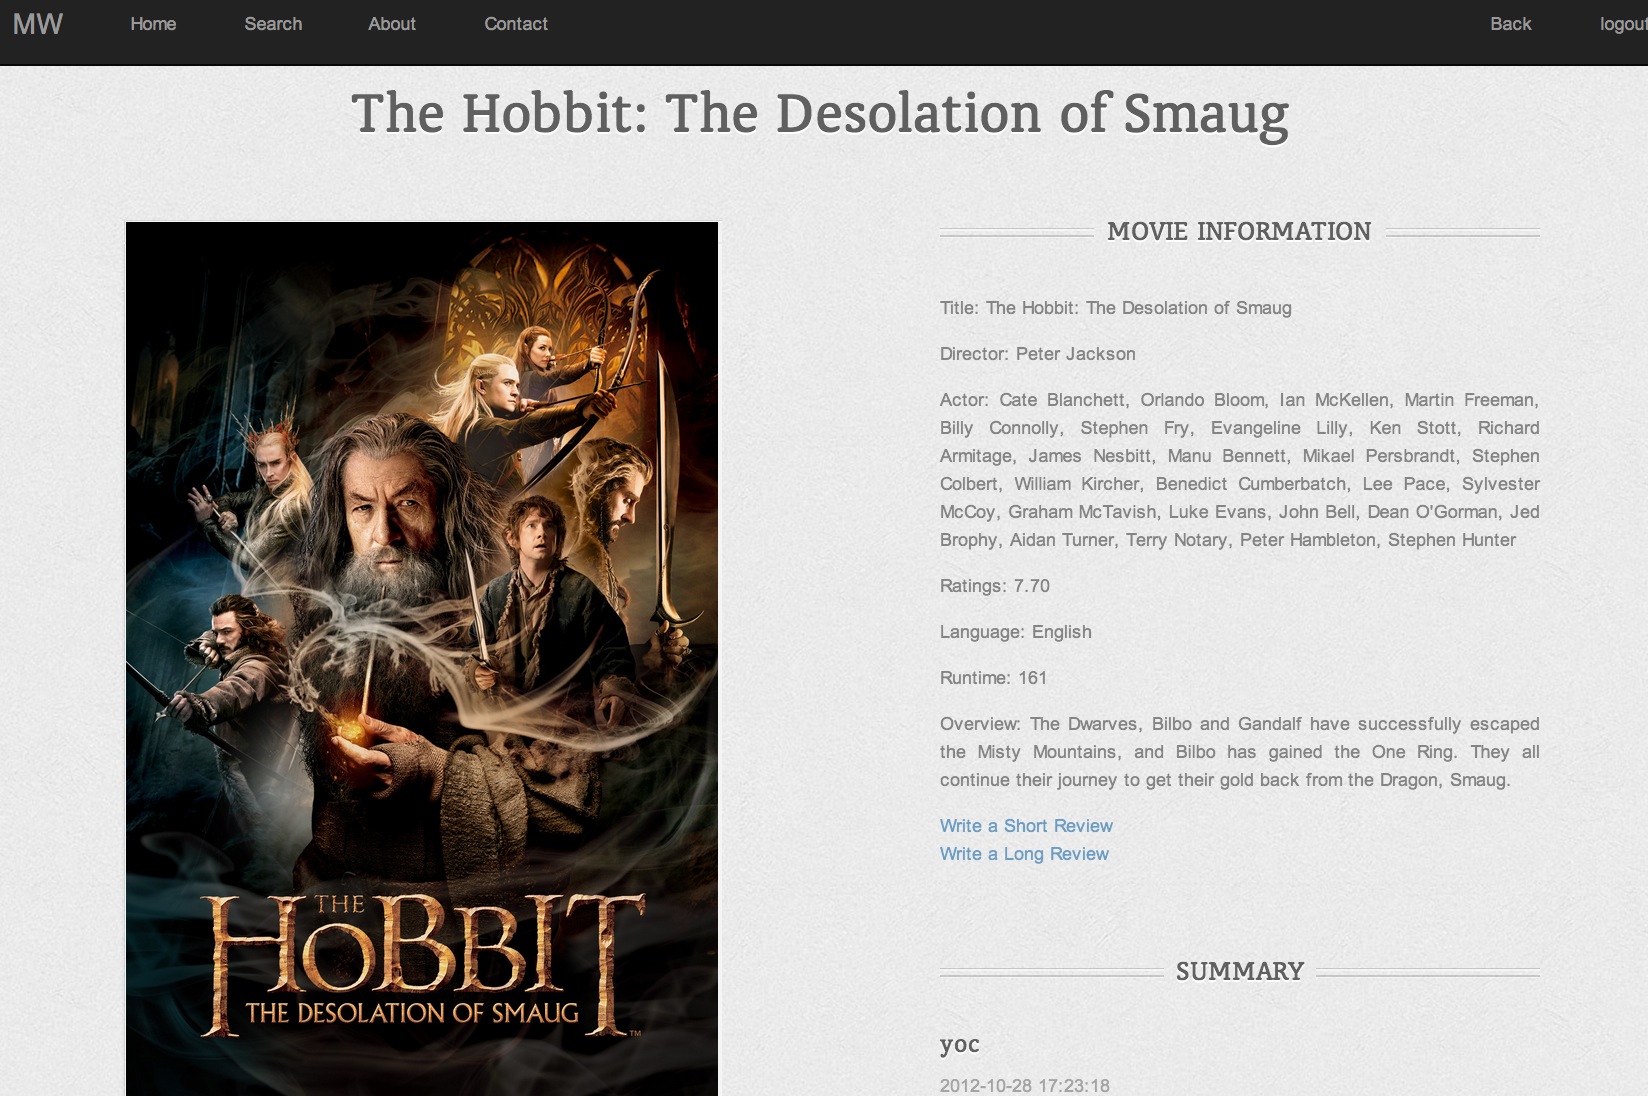 MW Home Search About Contact Back logout
The Hobbit: The Desolation of Smaug
THE
HOBBIT
THE DESOLATION OF SMAUG
TM
MOVIE INFORMATION
Title: The Hobbit: The Desolation of Smaug
Director: Peter Jackson
Actor: Cate Blanchett, Orlando Bloom, Ian McKellen, Martin Freeman,
Billy Connolly, Stephen Fry, Evangeline Lilly, Ken Stott, Richard
Armitage, James Nesbitt, Manu Bennett, Mikael Persbrandt, Stephen
Colbert, William Kircher, Benedict Cumberbatch, Lee Pace, Sylvester
McCoy, Graham McTavish, Luke Evans, John Bell, Dean O'Gorman, Jed
Brophy, Aidan Turner, Terry Notary, Peter Hambleton, Stephen Hunter
Ratings: 7.70
Language: English
Runtime: 161
Overview: The Dwarves, Bilbo and Gandalf have successfully escaped
the Misty Mountains, and Bilbo has gained the One Ring. They all
continue their journey to get their gold back from the Dragon, Smaug.
Write a Short Review
Write a Long Review
SUMMARY
yoc
2012-10-28 17:23:18